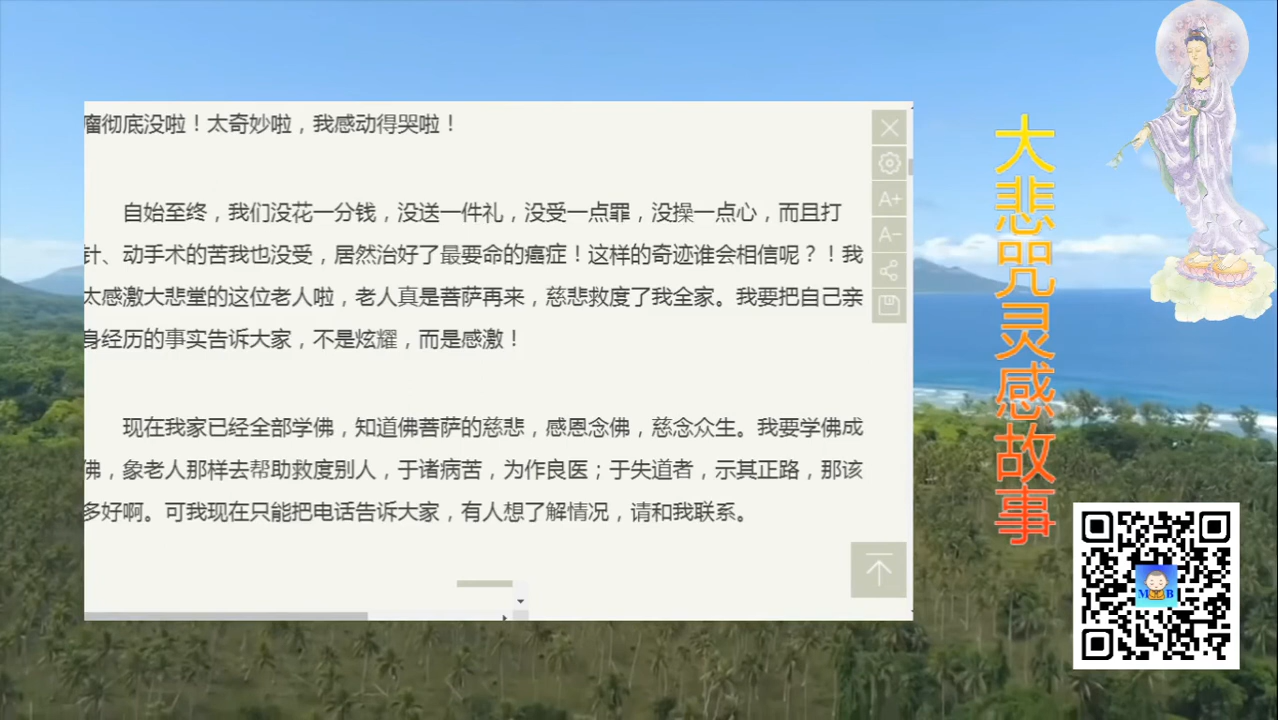 瘤彻底没啦！太奇妙啦，我感动得哭啦！
自始至终，我们没花一分钱，没送一件礼，没受一点罪，没操一点心，而且打
针、动手术的苦我也没受，居然治好了最要命的癌症！这样的奇迹谁会相信呢？！我
太感激大悲堂的这位老人啦，老人真是菩萨再来，慈悲救度了我全家。我要把自己亲
身经历的事实告诉大家，不是炫耀，而是感激！
现在我家已经全部学佛，知道佛菩萨的慈悲，感恩念佛，慈念众生。我要学佛成
佛，象老人那样去帮助救度别人，于诸病苦，为作良医；于失道者，示其正路，那该
多好啊。可我现在只能把电话告诉大家，有人想了解情况，请和我联系。
A+
A-
大悲咒灵感故事
M B